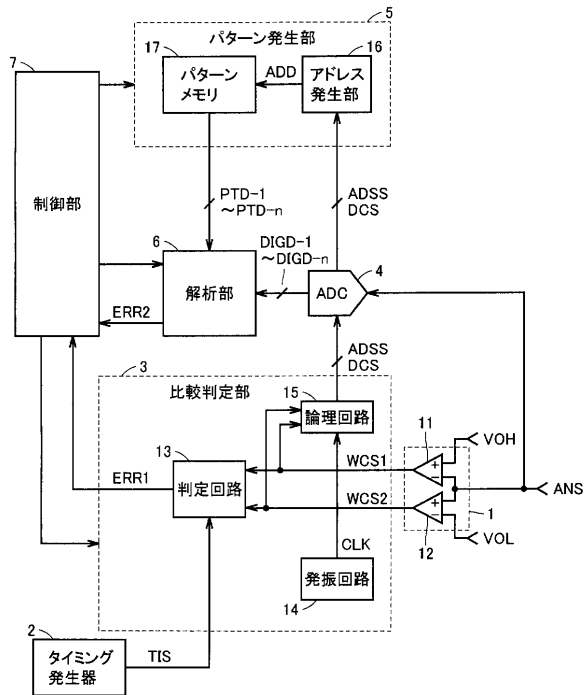 5
パターン発生部
7
17
16
パターン
メモリ
ADD
アドレス
発生部
制御部
PTD-1
～PTD-n
ADSS
DCS
6
DIGD-1
～DIGD-n
4
解析部
ADC
ERR2
3
ADSS
DCS
比較判定部
15
論理回路
11
VOH
13
WCS1
+
−
判定回路
ERR1
ANS
WCS2
+
−
1
12
VOL
CLK
発振回路
14
2
タイミング
発生器
TIS